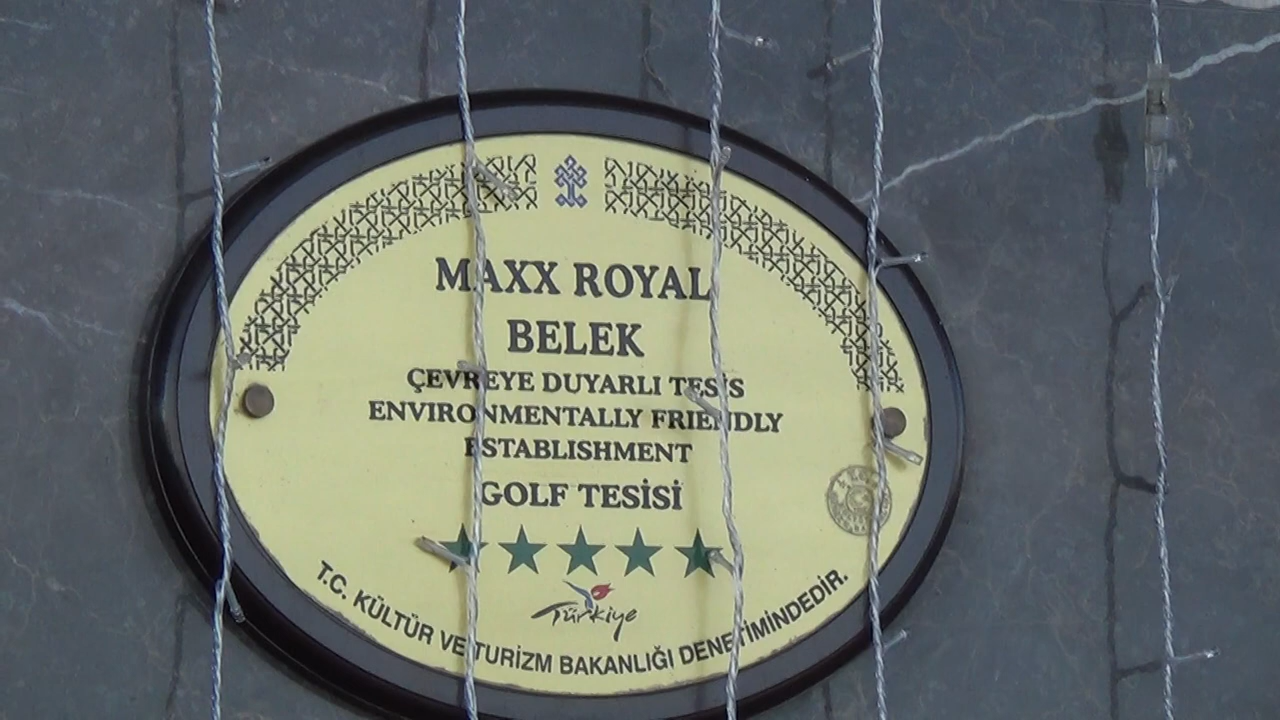 MAXX ROYAL
BELEK
ÇEVREYE DUYARLI TESİS
ENVIRONMENTALLY FRIENDLY
ESTABLISHMENT
GOLF TESİSİ
Türkiye
T.C. KÜLTÜR VE TURİZM BAKANLIĞI DENETİMİNDEDİR.